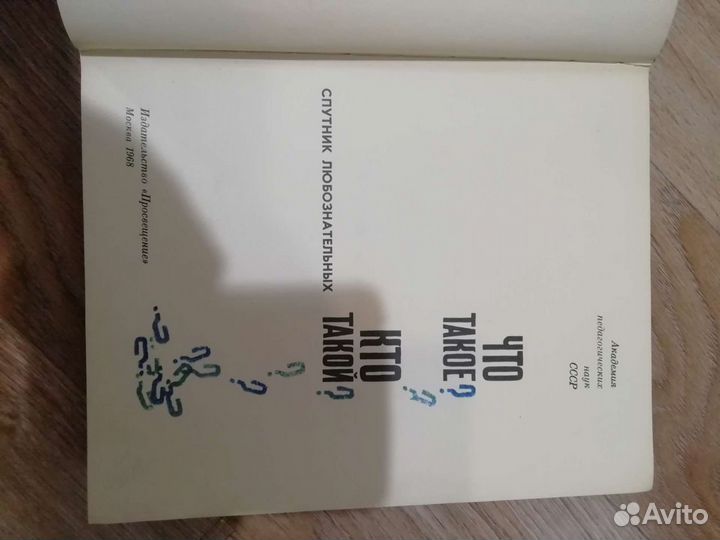 Академия
педагогических
наук
СССР
ЧТО
ТАКОЕ?
КТО
ТАКОЙ?
СПУТНИК ЛЮБОЗНАТЕЛЬНЫХ
Издательство «Просвещение»
Москва 1968
Avito